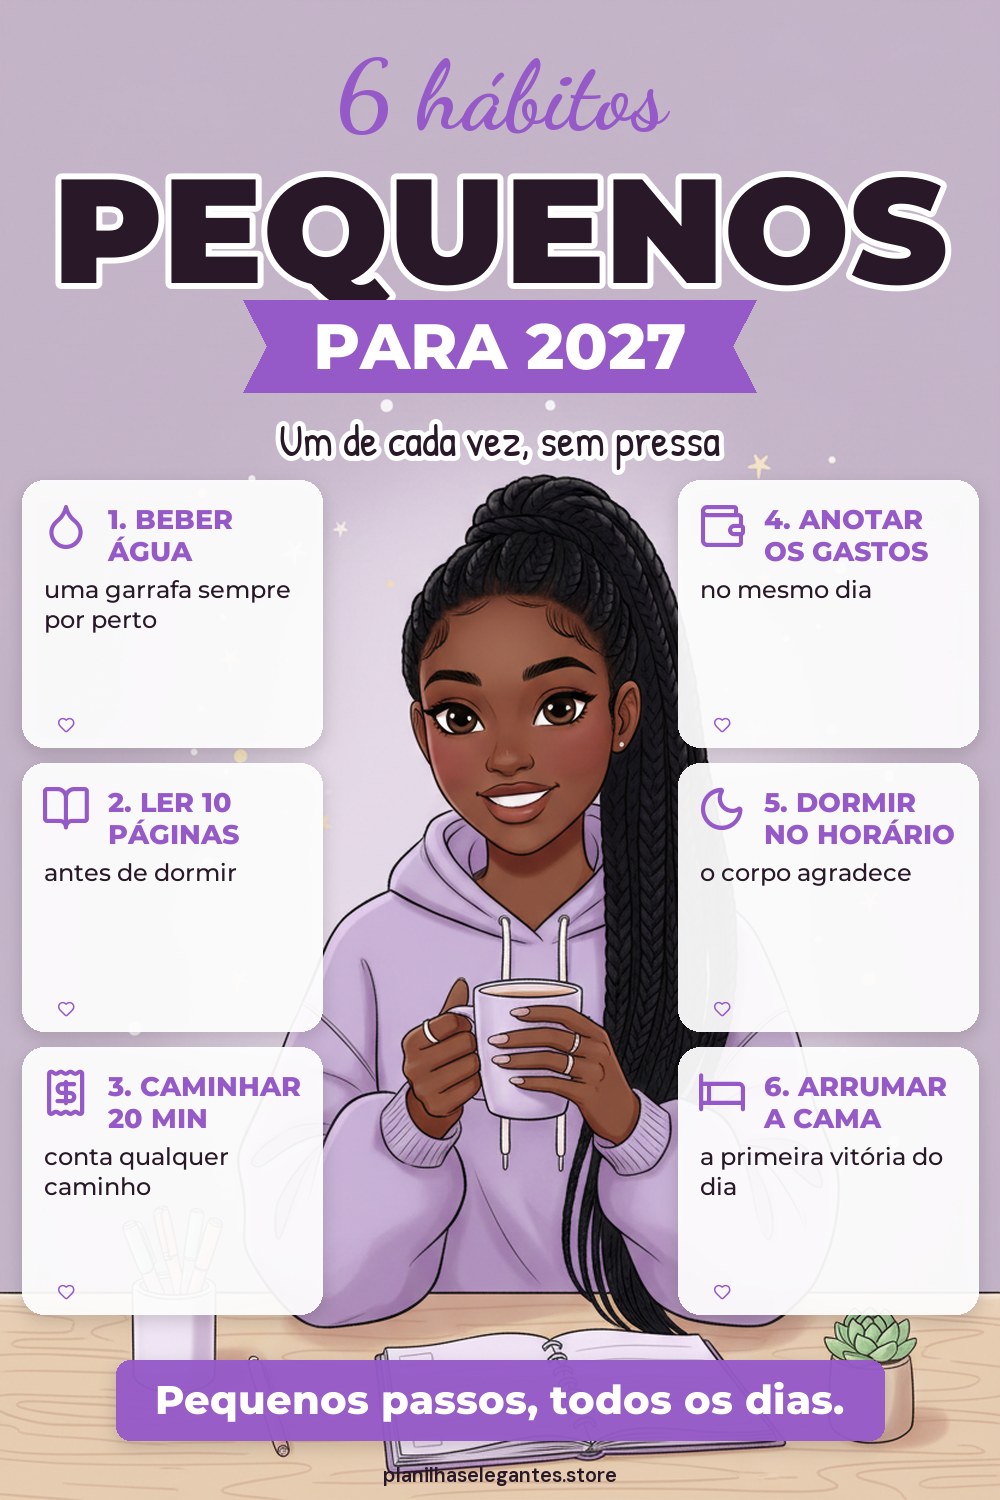 6 hábitos
PEQUENOS
PARA 2027
Um de cada vez, sem pressa
1. BEBER
ÁGUA
uma garrafa sempre
por perto
2. LER 10
PÁGINAS
antes de dormir
3. CAMINHAR
20 MIN
conta qualquer
caminho
4. ANOTAR
OS GASTOS
no mesmo dia
5. DORMIR
NO HORÁRIO
o corpo agradece
6. ARRUMAR
A CAMA
a primeira vitória do
dia
Pequenos passos, todos os dias.
planilhaselegantes.store